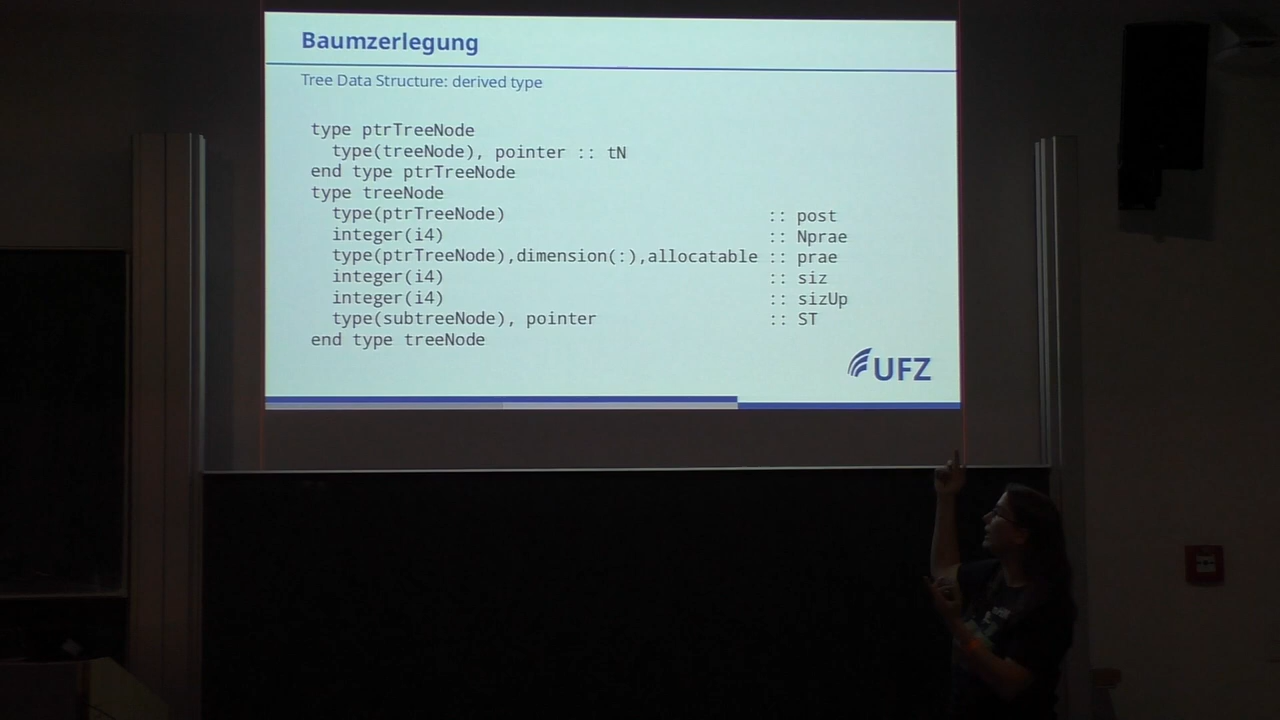 Baumzerlegung
Tree Data Structure: derived type
type ptrTreeNode
type(treeNode), pointer :: tN
end type ptrTreeNode
type treeNode
type(ptrTreeNode) :: post
integer(i4) :: Nprae
type(ptrTreeNode),dimension(:),allocatable :: prae
integer(i4) :: siz
integer(i4) :: sizUp
type(subtreeNode), pointer :: ST
end type treeNode
UFZ